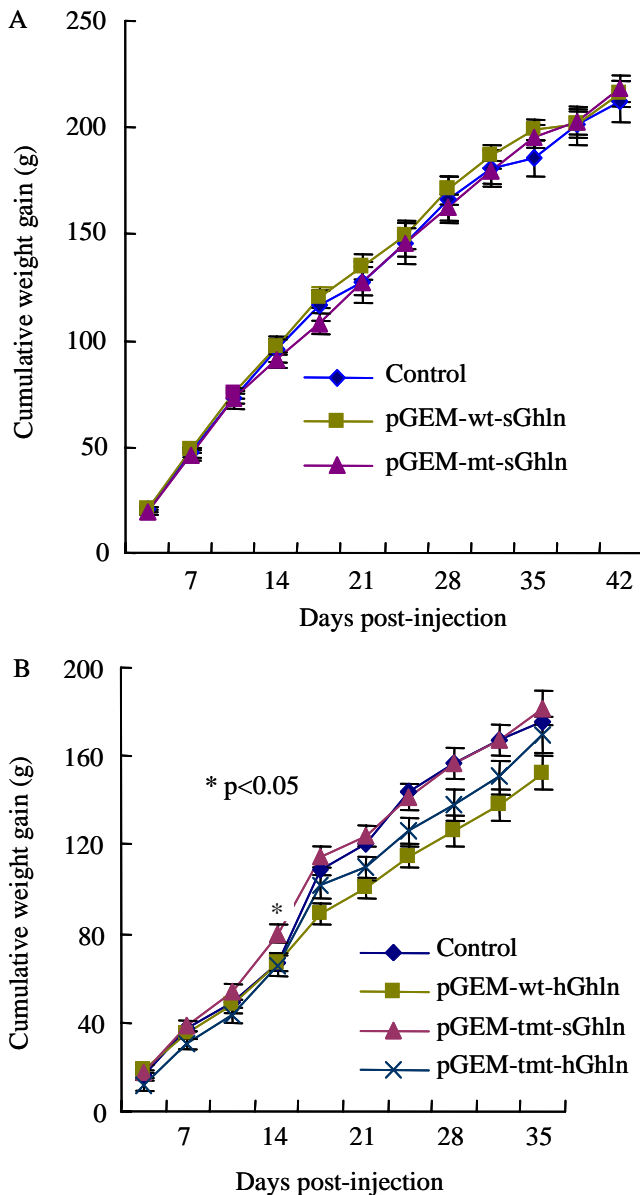 A
250
200
150
100
50
0
Cumulative weight gain (g)
Control
pGEM-wt-sGhln
pGEM-mt-sGhln
7 14 21 28 35 42
Days post-injection
B
200
160
120
80
40
0
Cumulative weight gain (g)
* p<0.05
*
Control
pGEM-wt-hGhln
pGEM-tmt-sGhln
pGEM-tmt-hGhln
7 14 21 28 35
Days post-injection